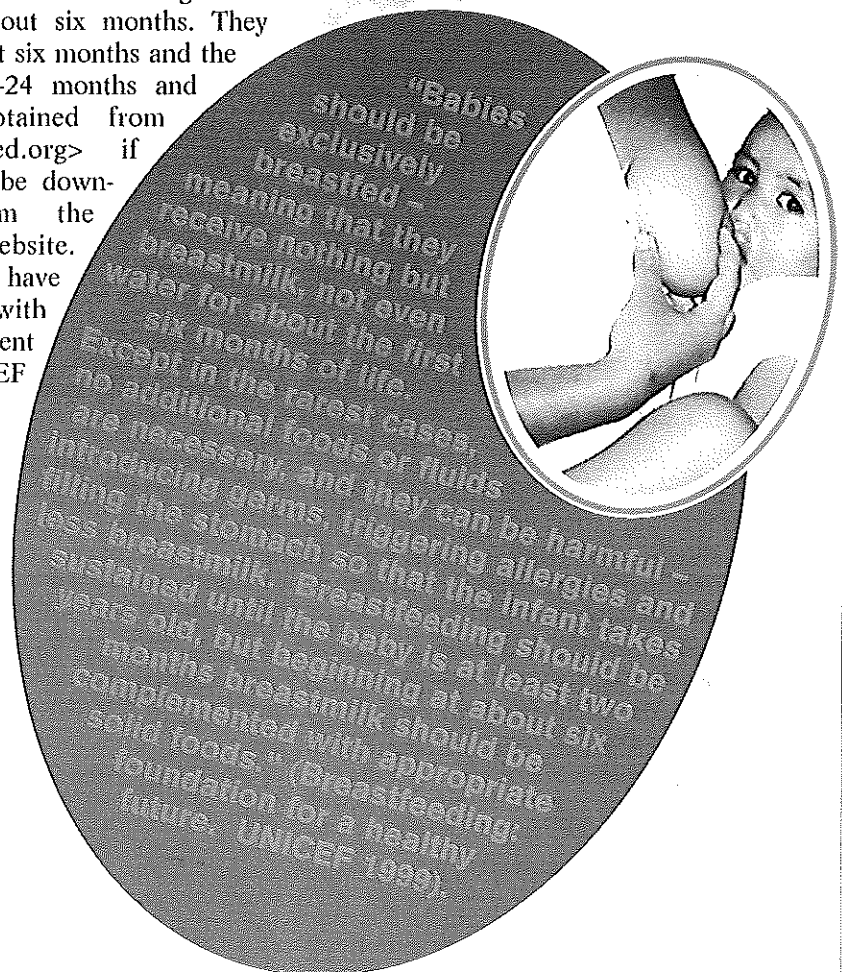 out six months. They
t six months and the
-24 months and
otained from
ed.org> if
be down-
m the
ebsite.
have
with
ent
EF
"Babies
should be
exclusively
breastfed –
meaning that they
receive nothing but
breastmilk, not even
water for about the first
six months of life.
Except in the rarest cases,
no additional foods or fluids
are necessary, and they can be harmful –
introducing germs, triggering allergies and
filling the stomach so that the infant takes
less breastmilk. Breastfeeding should be
sustained until the baby is at least two
years old, but beginning at about six
months breastmilk should be
complemented with appropriate
solid foods." (Breastfeeding:
foundation for a healthy
future. UNICEF 1999).